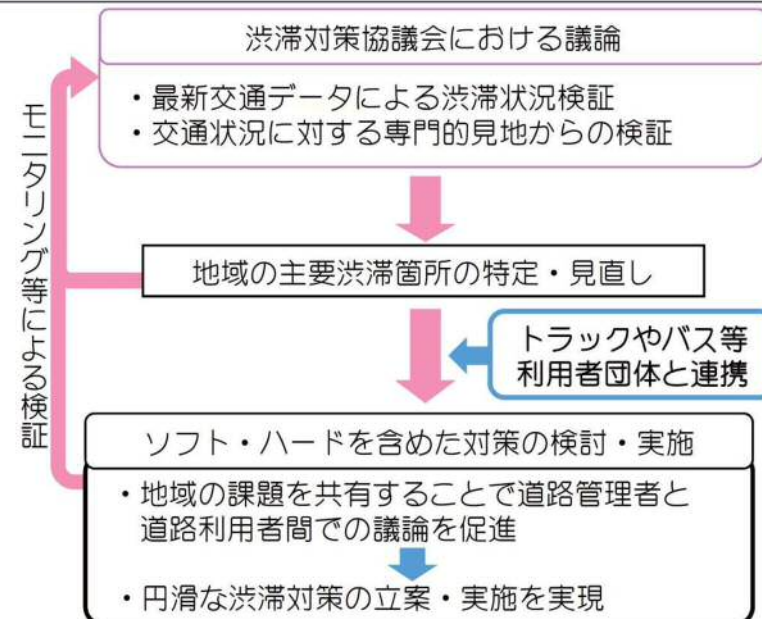 渋滞対策協議会における議論
・最新交通データによる渋滞状況検証
・交通状況に対する専門的見地からの検証
モニタリング等による検証
地域の主要渋滞箇所の特定・見直し
トラックやバス等
利用者団体と連携
ソフト・ハードを含めた対策の検討・実施
・地域の課題を共有することで道路管理者と
道路利用者間での議論を促進
・円滑な渋滞対策の立案・実施を実現